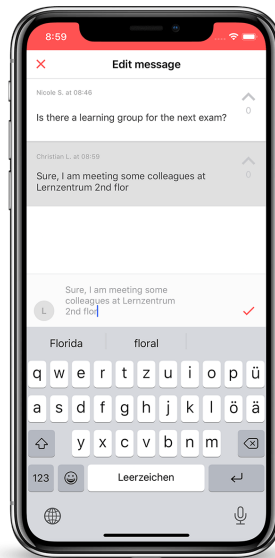 8:59
Edit message
Nicole S. at 08:46
Is there a learning group for the next exam?
0
Christian L. at 08:59
Sure, I am meeting some colleagues at
Lernzentrum 2nd flor
0
Sure, I am meeting some
colleagues at Lernzentrum
2nd flor
L
Florida floral
q w e r t z u i o p ü
a s d f g h j k l ö ä
y x c v b n m
123 Leerzeichen